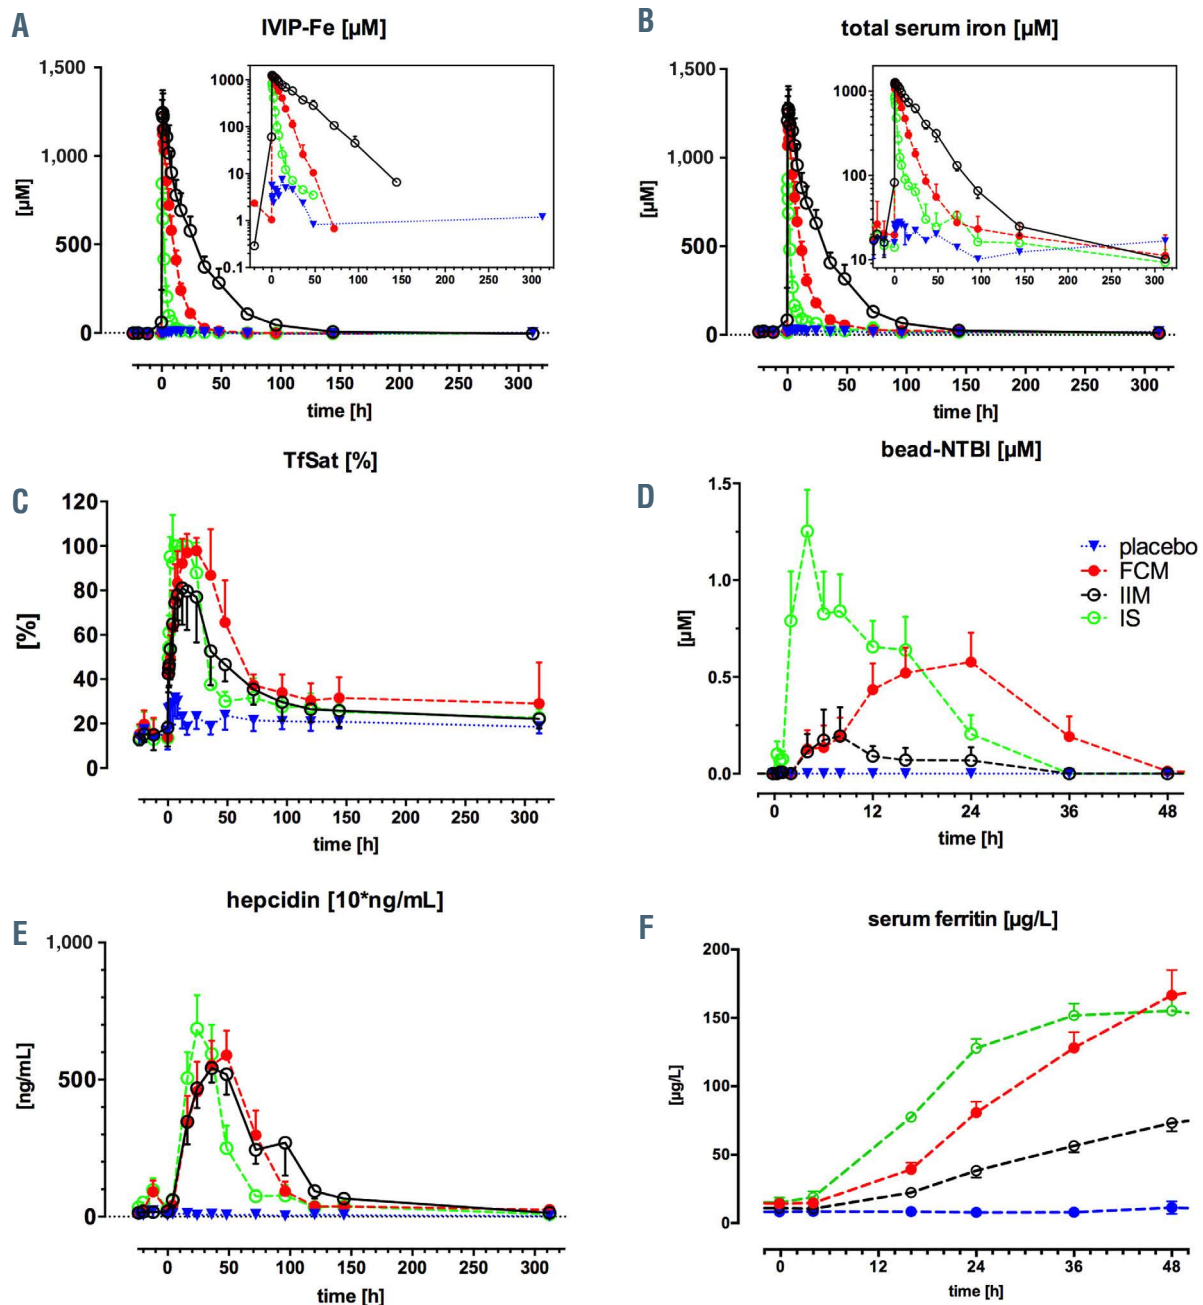 A
IVIP-Fe [µM]
1,500
1,000
500
0
[µM]
1000
100
10
1
0.1
0 50 100 150 200 250 300
0 50 100 150 200 250 300
time [h]
B
total serum iron [µM]
1,500
1,000
500
0
[µM]
1000
100
10
0 50 100 150 200 250 300
0 50 100 150 200 250 300
time [h]
C
TfSat [%]
120
100
80
60
40
20
0
[%]
0 50 100 150 200 250 300
time [h]
D
bead-NTBI [µM]
1.5
1.0
0.5
0.0
[µM]
placebo
FCM
IIM
IS
0 12 24 36 48
time [h]
E
hepcidin [10*ng/mL]
1,000
500
0
[ng/mL]
0 50 100 150 200 250 300
time [h]
F
serum ferritin [µg/L]
200
150
100
50
0
[µg/L]
0 12 24 36 48
time [h]